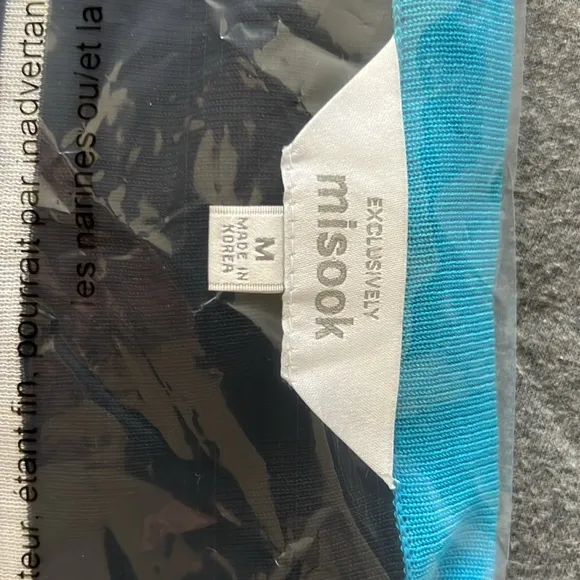 EXCLUSIVELY
misook
M
MADE IN
KOREA
teur, étant fin, pourrait par inadvertan
les narines ou/et la